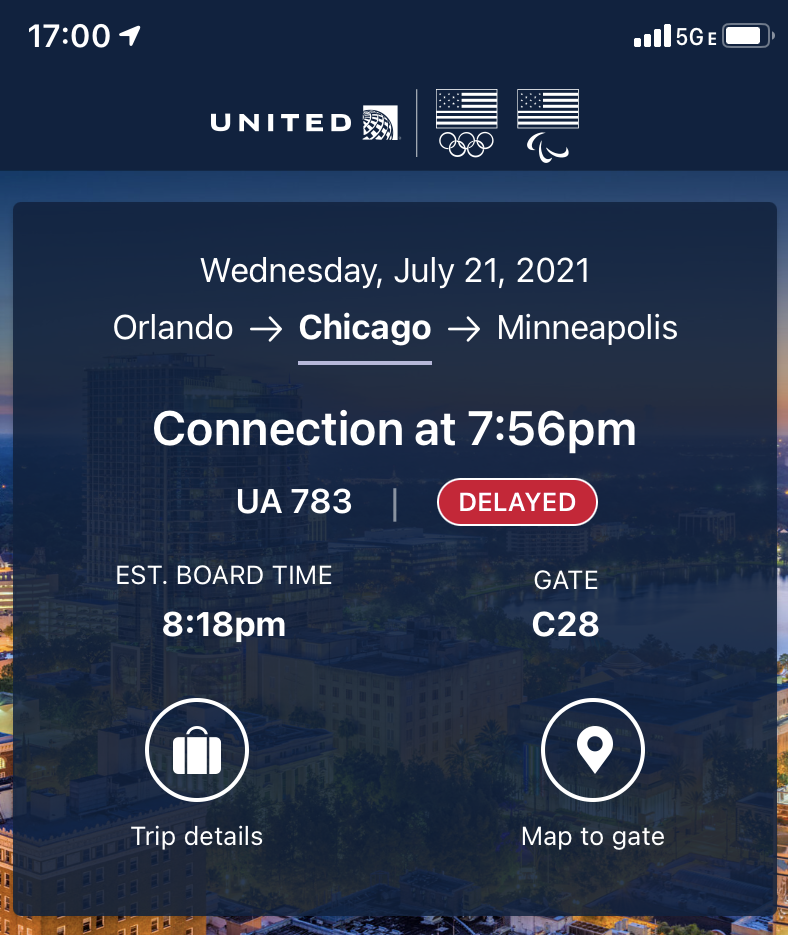 17:00 5G E
UNITED
Wednesday, July 21, 2021
Orlando → Chicago → Minneapolis
Connection at 7:56pm
UA 783 | DELAYED
EST. BOARD TIME GATE
8:18pm C28
Trip details Map to gate